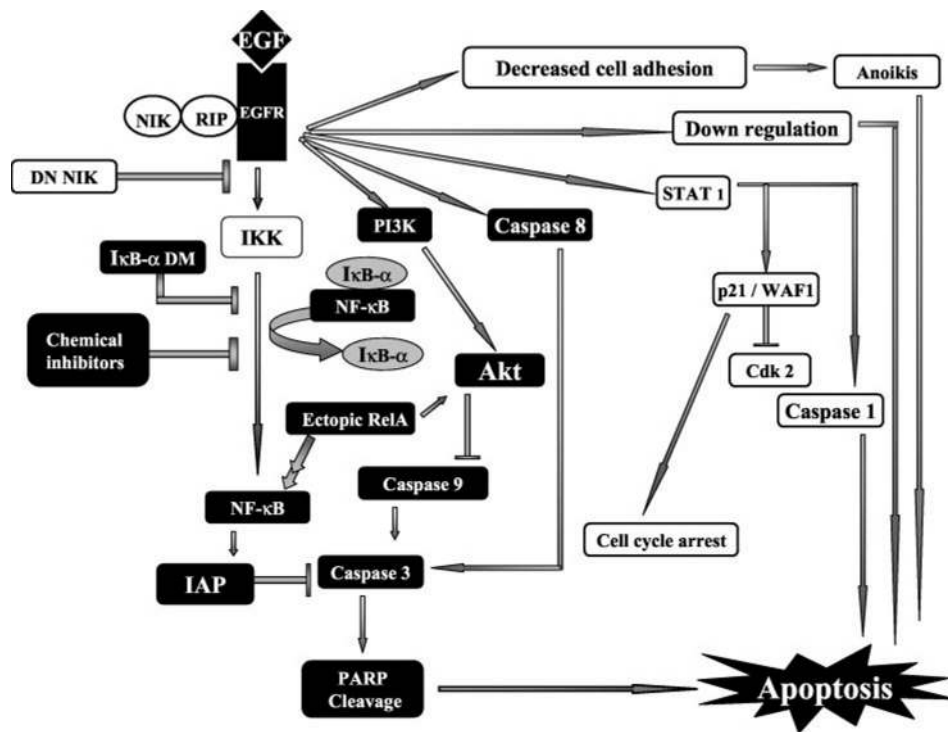 EGF
EGFR
NIK
RIP
DN NIK
IKK
IκB-α DM
Chemical
inhibitors
IκB-α
NF-κB
IκB-α
PI3K
Caspase 8
Decreased cell adhesion
Anoikis
Down regulation
STAT 1
p21 / WAF1
Cdk 2
Caspase 1
Akt
Ectopic RelA
Caspase 9
NF-κB
Cell cycle arrest
IAP
Caspase 3
PARP
Cleavage
Apoptosis